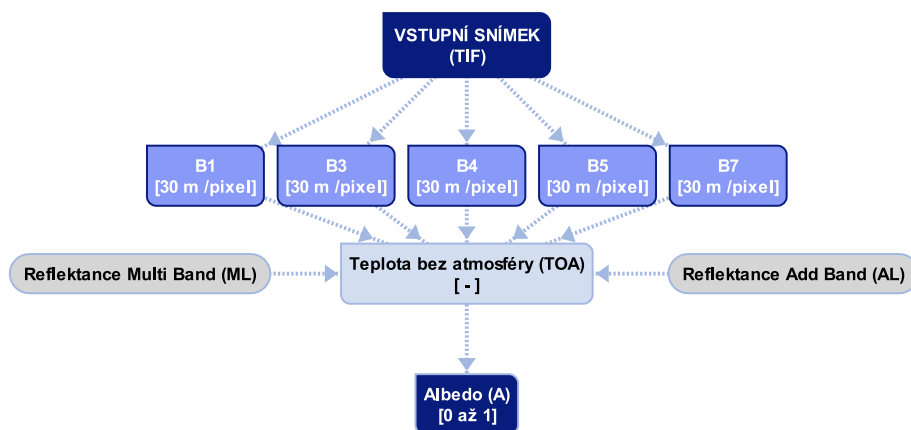 VSTUPNÍ SNÍMEK
(TIF)
B1
[30 m /pixel]
B3
[30 m /pixel]
B4
[30 m /pixel]
B5
[30 m /pixel]
B7
[30 m /pixel]
Reflektance Multi Band (ML)
Teplota bez atmosféry (TOA)
[ - ]
Reflektance Add Band (AL)
Albedo (A)
[0 až 1]